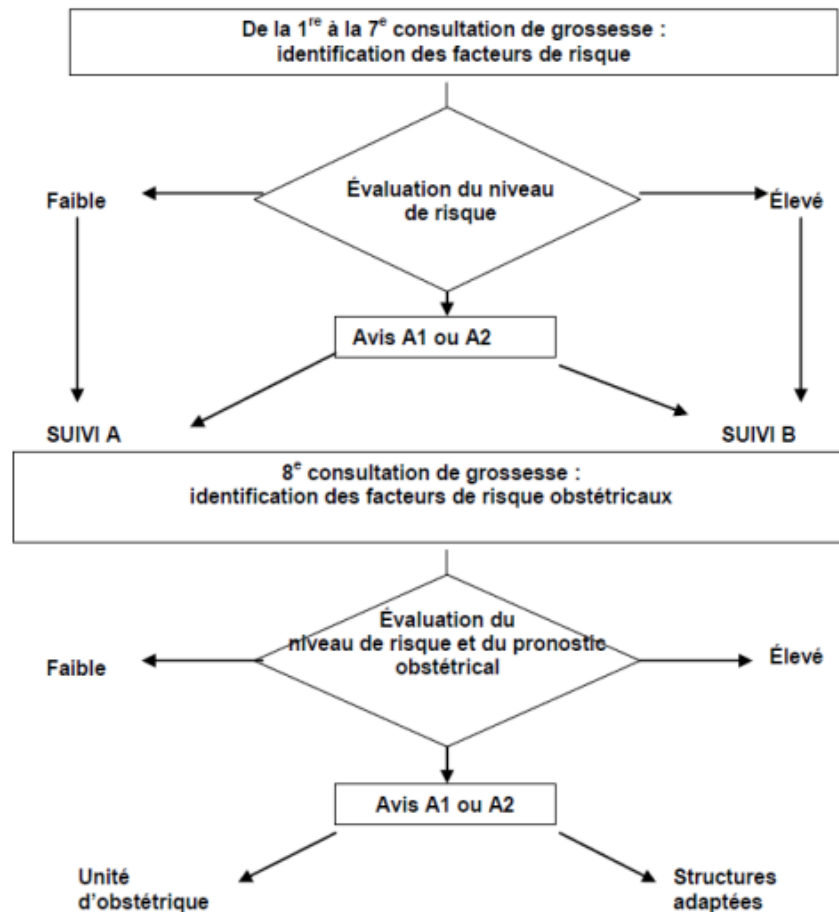 De la 1re à la 7e consultation de grossesse :
identification des facteurs de risque
Évaluation du niveau
de risque
Faible
Élevé
Avis A1 ou A2
SUIVI A
SUIVI B
8e consultation de grossesse :
identification des facteurs de risque obstétricaux
Évaluation du
niveau de risque et du pronostic
obstétrical
Faible
Élevé
Avis A1 ou A2
Unité
d'obstétrique
Structures
adaptées